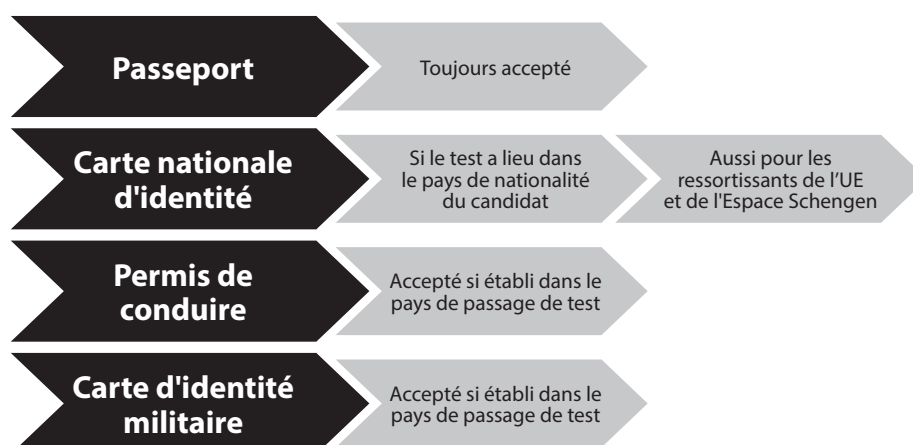 Passeport
Toujours accepté
Carte nationale
d'identité
Si le test a lieu dans
le pays de nationalité
du candidat
Aussi pour les
ressortissants de l’UE
et de l'Espace Schengen
Permis de
conduire
Accepté si établi dans le
pays de passage de test
Carte d'identité
militaire
Accepté si établi dans le
pays de passage de test